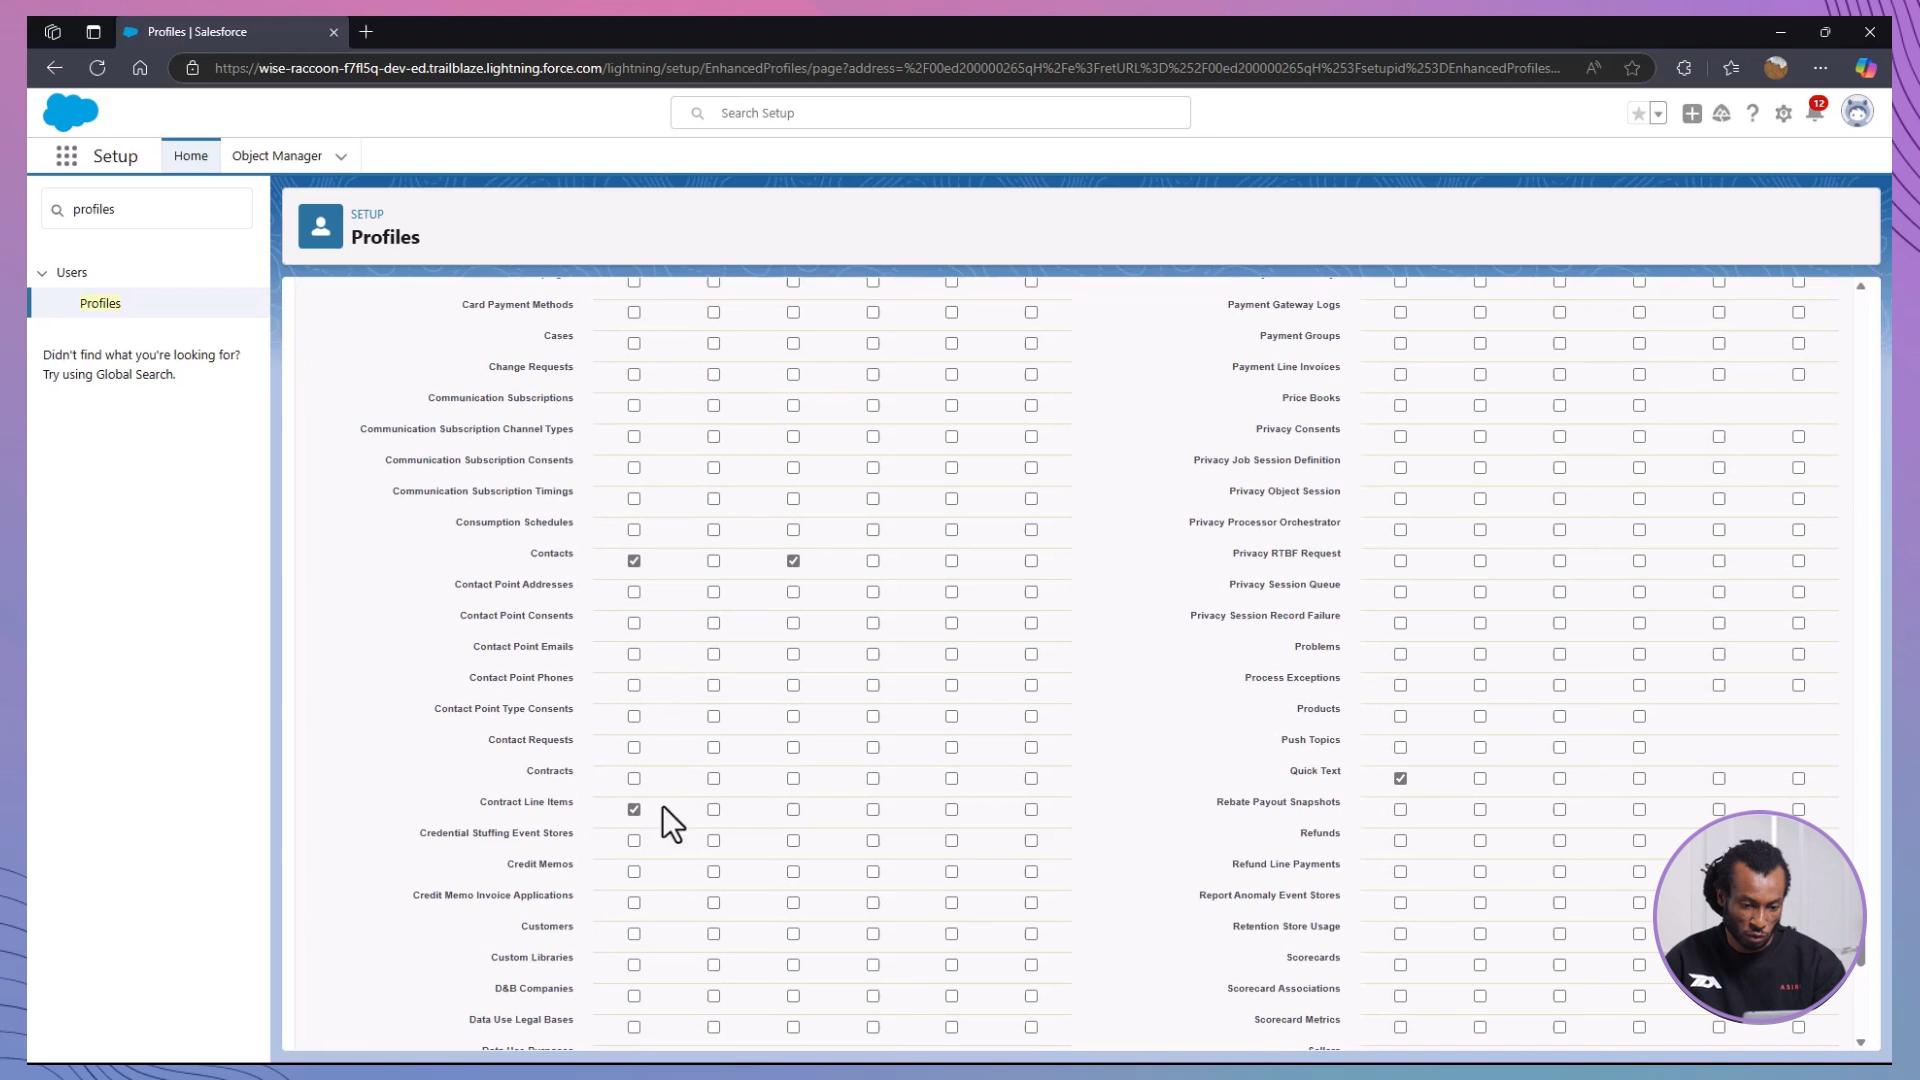 Profiles | Salesforce
https://wise-raccoon-f7fl5q-dev-ed.trailblaze.lightning.force.com/lightning/setup/EnhancedProfiles/page?address=%2F00ed200000265qH%2Fe%3FretURL%3D%252F00ed200000265qH%253Fsetupid%253DEnhancedProfiles...
Search Setup
12
Setup
Home
Object Manager
profiles
SETUP
Profiles
Users
Profiles
Didn't find what you're looking for?
Try using Global Search.
Card Payment Methods
Cases
Change Requests
Communication Subscriptions
Communication Subscription Channel Types
Communication Subscription Consents
Communication Subscription Timings
Consumption Schedules
Contacts
Contact Point Addresses
Contact Point Consents
Contact Point Emails
Contact Point Phones
Contact Point Type Consents
Contact Requests
Contracts
Contract Line Items
Credential Stuffing Event Stores
Credit Memos
Credit Memo Invoice Applications
Customers
Custom Libraries
D&B Companies
Data Use Legal Bases
Payment Gateway Logs
Payment Groups
Payment Line Invoices
Price Books
Privacy Consents
Privacy Job Session Definition
Privacy Object Session
Privacy Processor Orchestrator
Privacy RTBF Request
Privacy Session Queue
Privacy Session Record Failure
Problems
Process Exceptions
Products
Push Topics
Quick Text
Rebate Payout Snapshots
Refunds
Refund Line Payments
Report Anomaly Event Stores
Retention Store Usage
Scorecards
Scorecard Associations
Scorecard Metrics